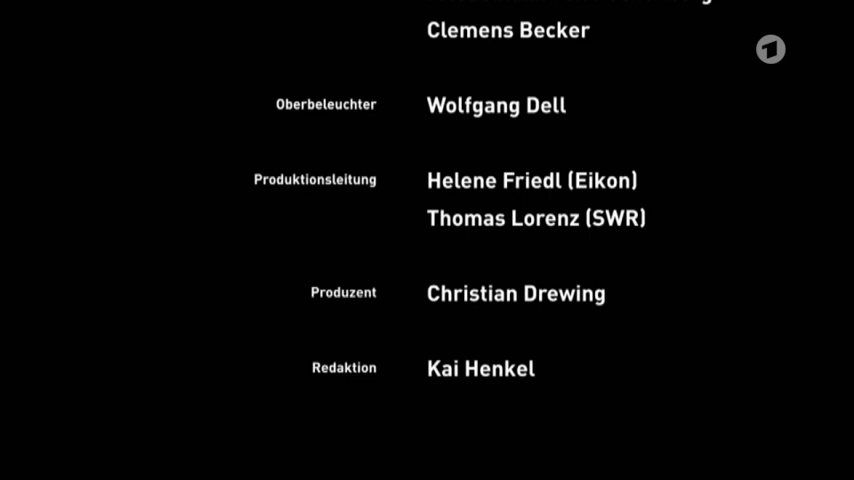 Clemens Becker
Oberbeleuchter Wolfgang Dell
Produktionsleitung Helene Friedl (Eikon)
Thomas Lorenz (SWR)
Produzent Christian Drewing
Redaktion Kai Henkel